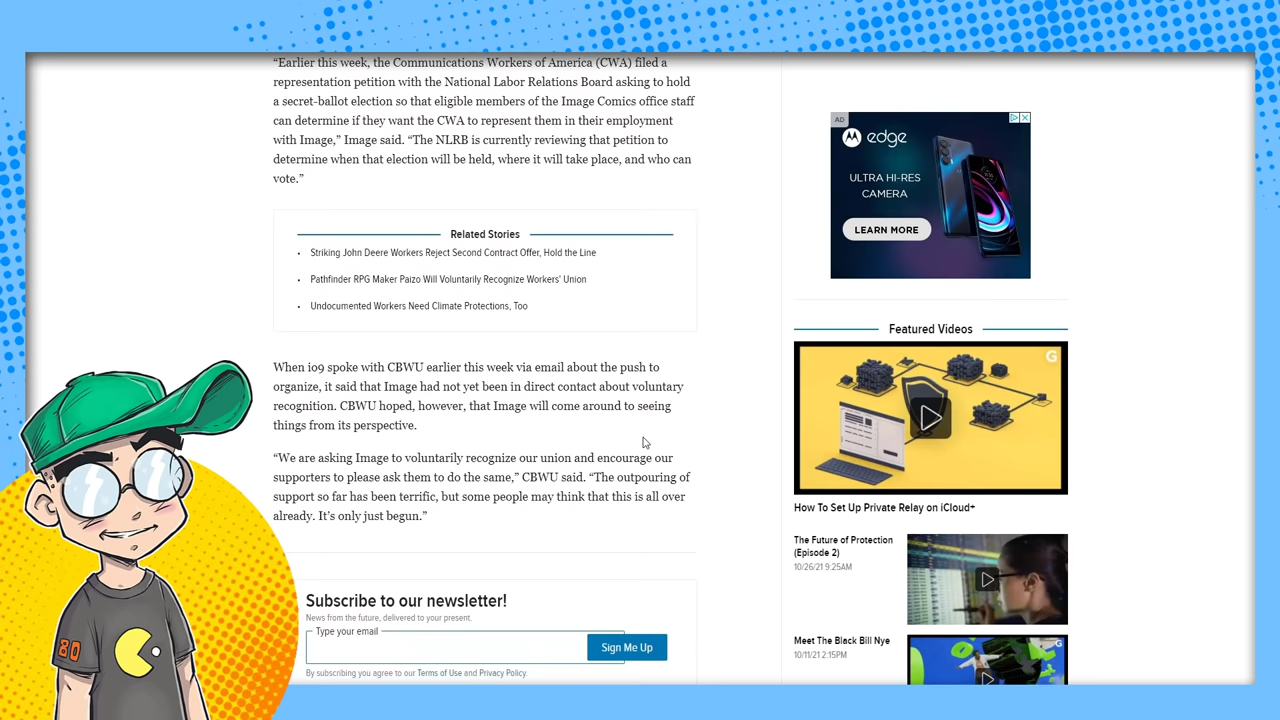 “Earlier this week, the Communications Workers of America (CWA) filed a
representation petition with the National Labor Relations Board asking to hold
a secret-ballot election so that eligible members of the Image Comics office staff
can determine if they want the CWA to represent them in their employment
with Image,” Image said. “The NLRB is currently reviewing that petition to
determine when that election will be held, where it will take place, and who can
vote.”
Related Stories
• Striking John Deere Workers Reject Second Contract Offer, Hold the Line
• Pathfinder RPG Maker Paizo Will Voluntarily Recognize Workers' Union
• Undocumented Workers Need Climate Protections, Too
When io9 spoke with CBWU earlier this week via email about the push to
organize, it said that Image had not yet been in direct contact about voluntary
recognition. CBWU hoped, however, that Image will come around to seeing
things from its perspective.
“We are asking Image to voluntarily recognize our union and encourage our
supporters to please ask them to do the same,” CBWU said. “The outpouring of
support so far has been terrific, but some people may think that this is all over
already. It’s only just begun.”
Subscribe to our newsletter!
News from the future, delivered to your present.
Type your email
Sign Me Up
By subscribing you agree to our Terms of Use and Privacy Policy.
AD
edge
ULTRA HI-RES
CAMERA
LEARN MORE
Featured Videos
G
How To Set Up Private Relay on iCloud+
The Future of Protection
(Episode 2)
10/26/21 9:25AM
Meet The Black Bill Nye
10/11/21 2:15PM
G
80